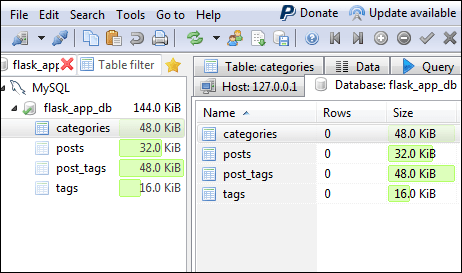 File Edit Search Tools Go to Help Donate Update available
flask_app Table filter
MySQL
flask_app_db 144.0 KiB
categories 48.0 KiB
posts 32.0 KiB
post_tags 48.0 KiB
tags 16.0 KiB
Table: categories Data Query
Host: 127.0.0.1 Database: flask_app_db
Name Rows Size
categories 0 48.0 KiB
posts 0 32.0 KiB
post_tags 0 48.0 KiB
tags 0 16.0 KiB